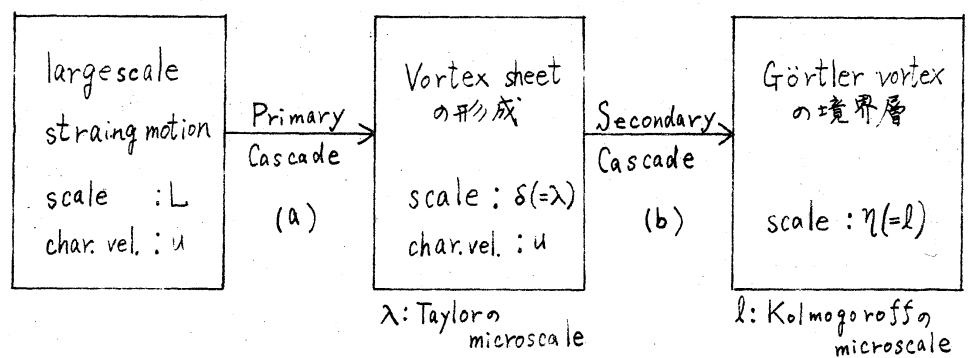 largescale
straing motion
scale : L
char. vel. : u
Primary
Cascade
(a)
Vortex sheet
の形成
scale : δ(=λ)
char. vel. : u
λ: Taylorの
microscale
Secondary
Cascade
(b)
Görtler vortex
の境界層
scale : η(=l)
l: Kolmogoroffの
microscale